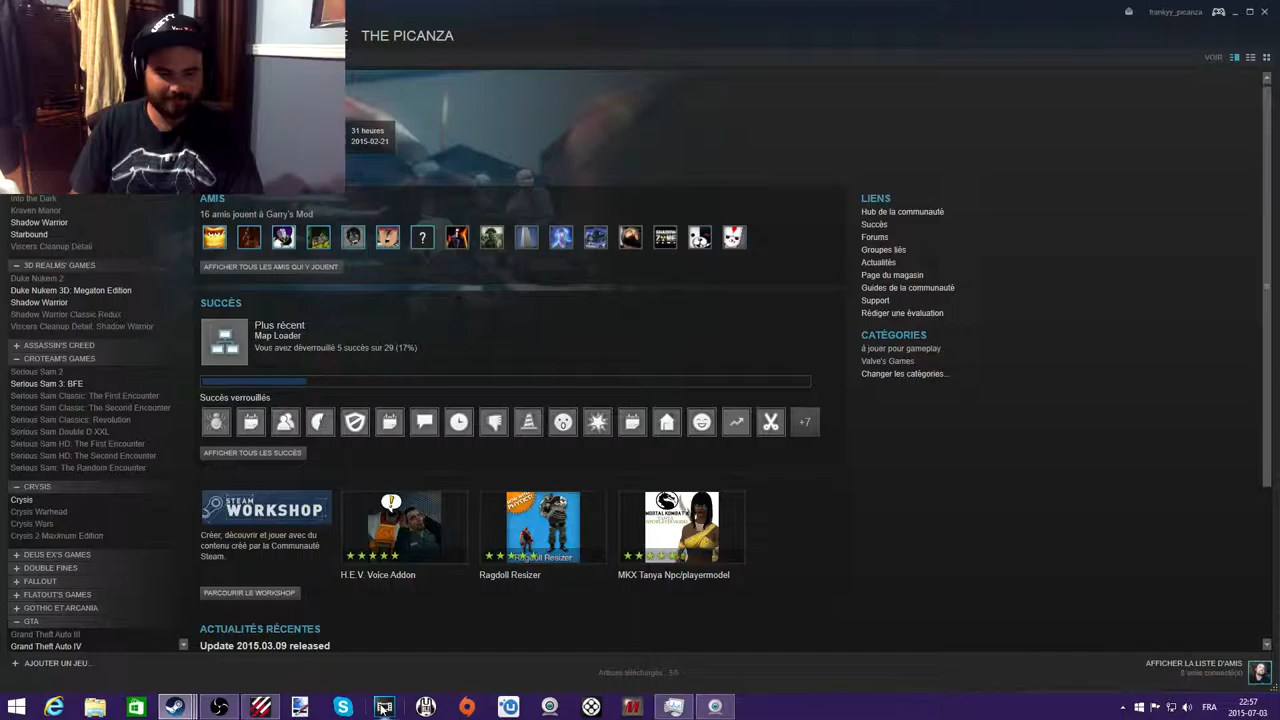 frankyy_picanza
THE PICANZA
VOIR
31 heures
2015-02-21
Into the Dark
Kraven Manor
Shadow Warrior
Starbound
Viscera Cleanup Detail
− 3D REALMS' GAMES
Duke Nukem 2
Duke Nukem 3D: Megaton Edition
Shadow Warrior
Shadow Warrior Classic Redux
Viscera Cleanup Detail: Shadow Warrior
+ ASSASSIN'S CREED
− CROTEAM'S GAMES
Serious Sam 2
Serious Sam 3: BFE
Serious Sam Classic: The First Encounter
Serious Sam Classic: The Second Encounter
Serious Sam Classics: Revolution
Serious Sam Double D XXL
Serious Sam HD: The First Encounter
Serious Sam HD: The Second Encounter
Serious Sam: The Random Encounter
− CRYSIS
Crysis
Crysis Warhead
Crysis Wars
Crysis 2 Maximum Edition
+ DEUS EX'S GAMES
+ DOUBLE FINES
+ FALLOUT
+ FLATOUT'S GAMES
+ GOTHIC ET ARCANIA
− GTA
Grand Theft Auto III
Grand Theft Auto IV
+ AJOUTER UN JEU...
AMIS
16 amis jouent à Garry's Mod
?
AFFICHER TOUS LES AMIS QUI Y JOUENT
SUCCÈS
Plus récent
Map Loader
Vous avez déverrouillé 5 succès sur 29 (17%)
Succès verrouillés
+7
AFFICHER TOUS LES SUCCÈS
STEAM
WORKSHOP
Créer, découvrir et jouer avec du
contenu créé par la Communauté
Steam.
PARCOURIR LE WORKSHOP
!
H.E.V. Voice Addon
Ragdoll Resizer
Ragdoll Resizer
MORTAL KOMBAT X
TANYA
MKX Tanya Npc/playermodel
ACTUALITÉS RÉCENTES
Update 2015.03.09 released
LIENS
Hub de la communauté
Succès
Forums
Groupes liés
Actualités
Page du magasin
Guides de la communauté
Support
Rédiger une évaluation
CATÉGORIES
à jouer pour gameplay
Valve's Games
Changer les catégories...
AFFICHER LA LISTE D'AMIS
FRA
22:57
2015-07-03